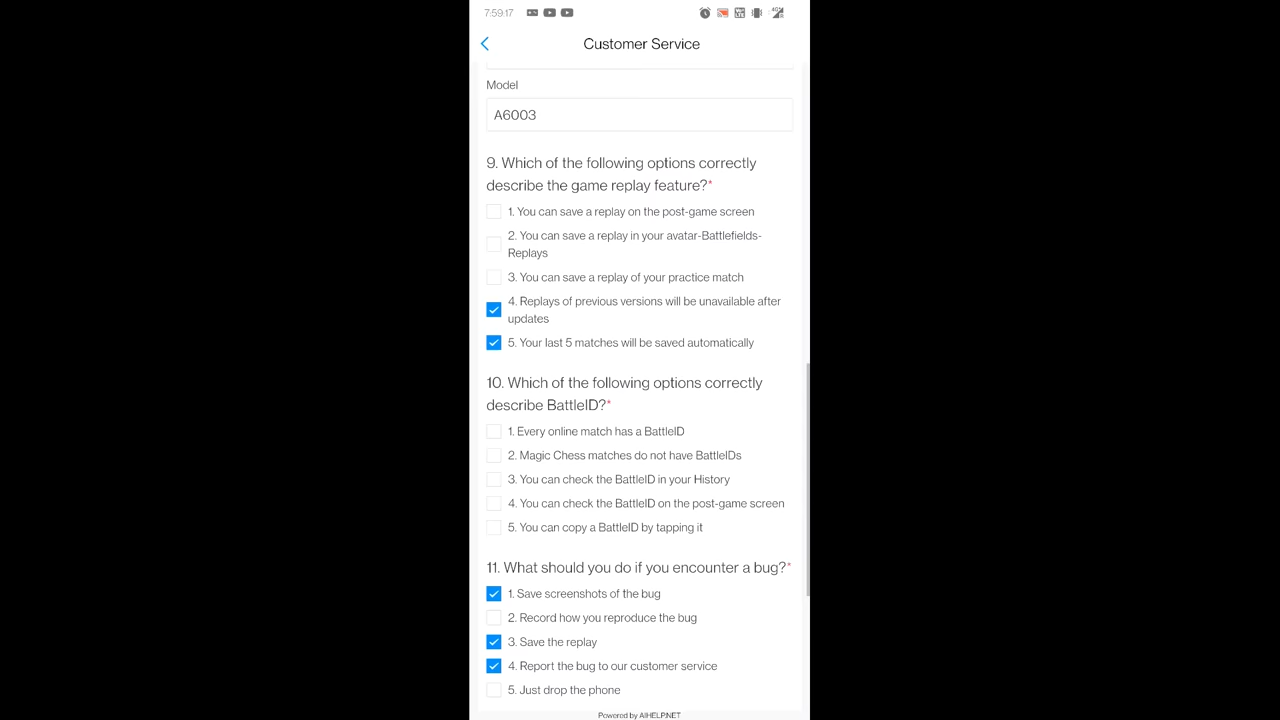 7:59:17
Customer Service
Model
A6003
9. Which of the following options correctly
describe the game replay feature?*
1. You can save a replay on the post-game screen
2. You can save a replay in your avatar-Battlefields-
Replays
3. You can save a replay of your practice match
4. Replays of previous versions will be unavailable after
updates
5. Your last 5 matches will be saved automatically
10. Which of the following options correctly
describe BattleID?*
1. Every online match has a BattleID
2. Magic Chess matches do not have BattleIDs
3. You can check the BattleID in your History
4. You can check the BattleID on the post-game screen
5. You can copy a BattleID by tapping it
11. What should you do if you encounter a bug?*
1. Save screenshots of the bug
2. Record how you reproduce the bug
3. Save the replay
4. Report the bug to our customer service
5. Just drop the phone
Powered by AIHELP.NET